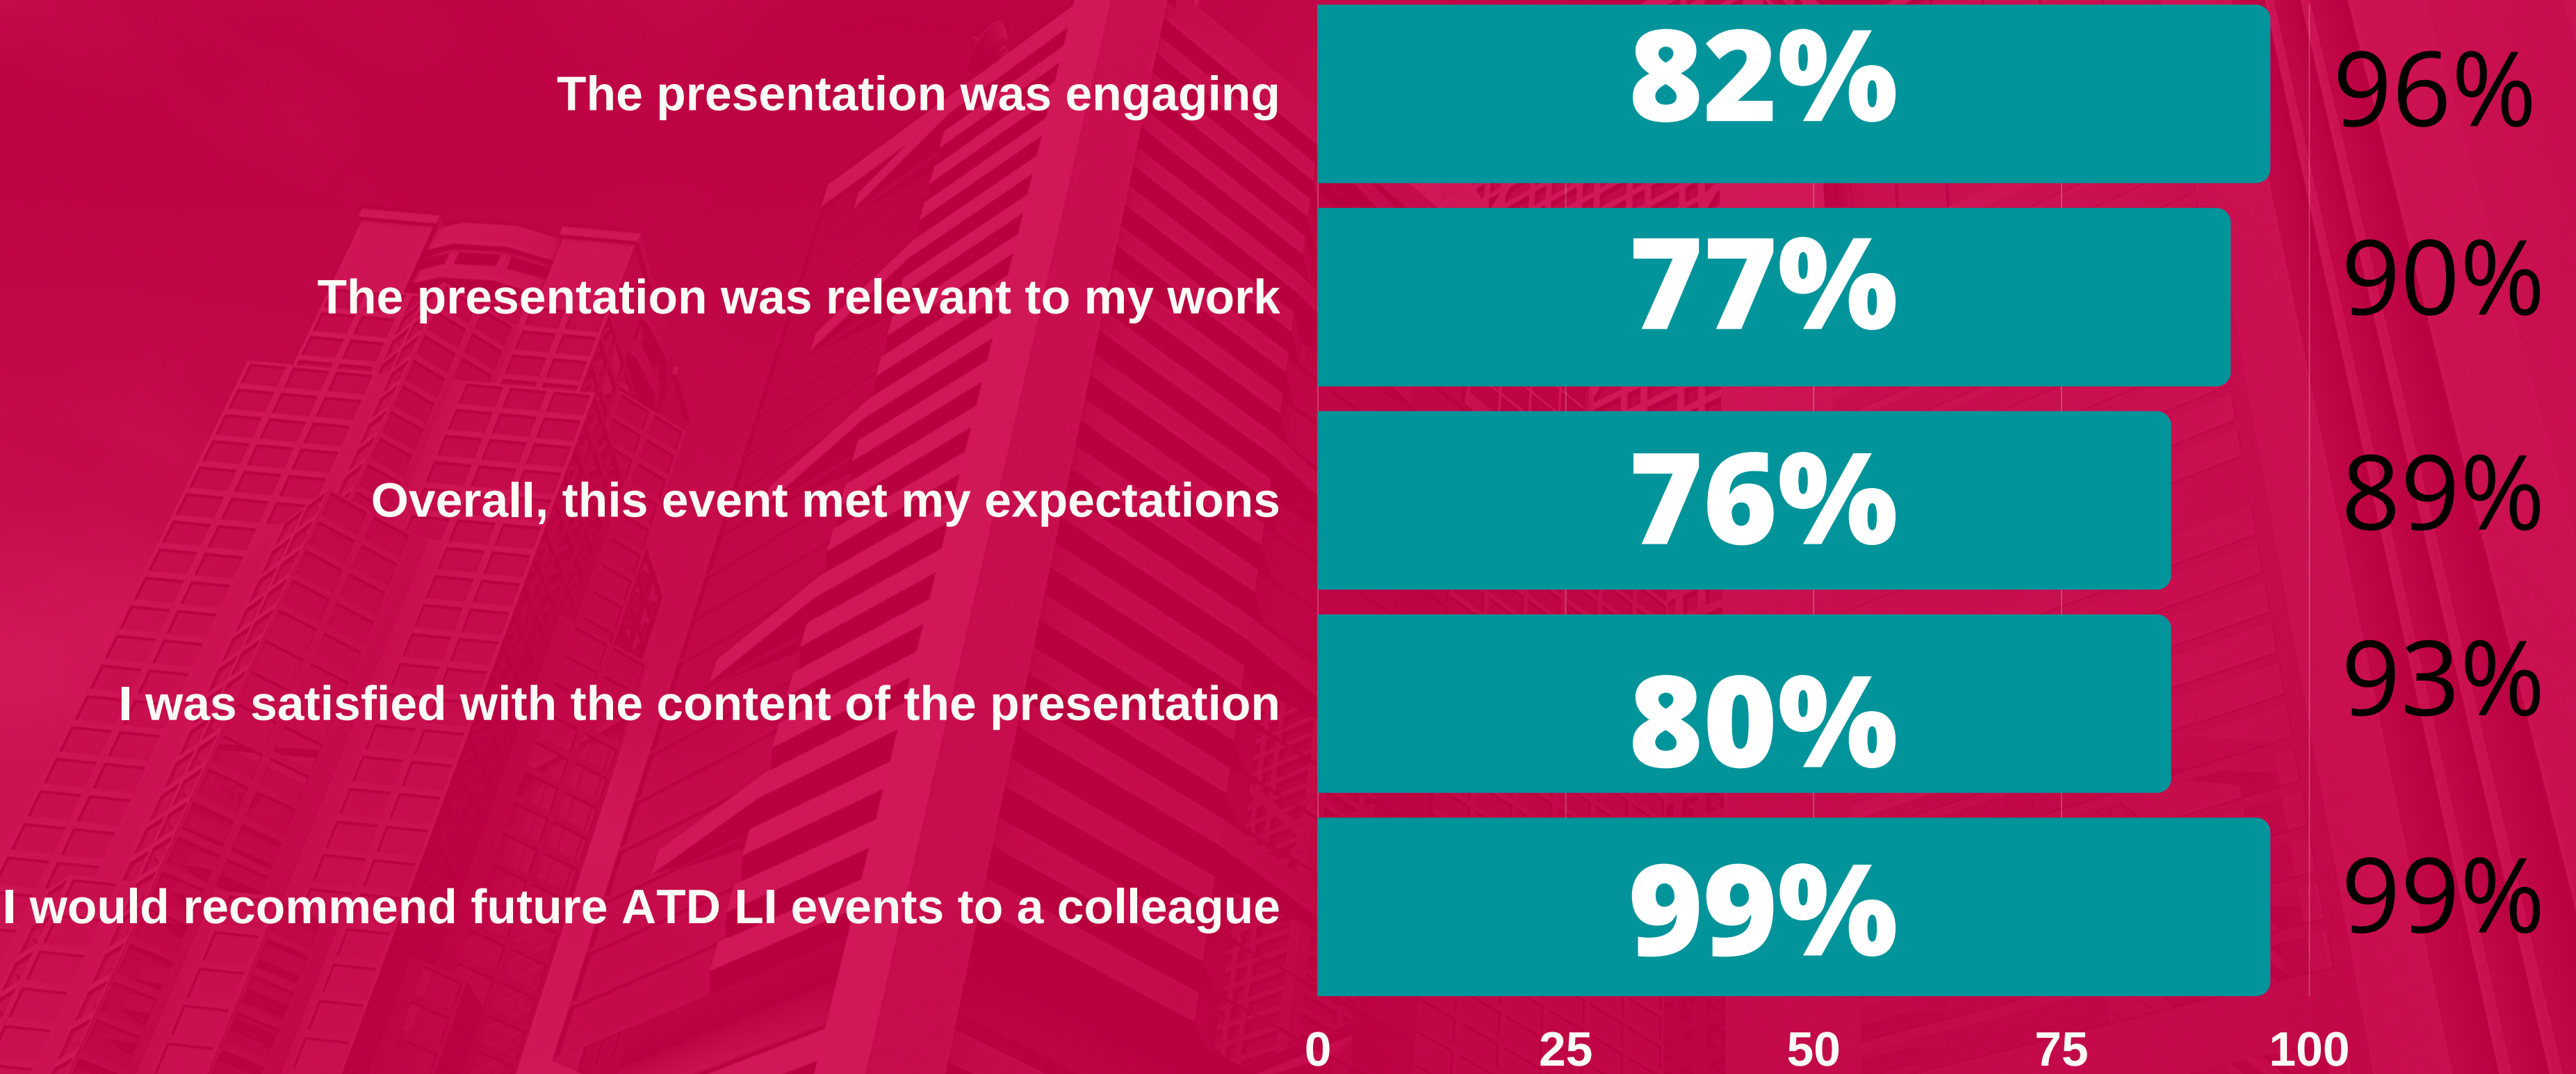 The presentation was engaging 82% 96%
The presentation was relevant to my work 77% 90%
Overall, this event met my expectations 76% 89%
I was satisfied with the content of the presentation 80% 93%
I would recommend future ATD LI events to a colleague 99% 99%
0 25 50 75 100